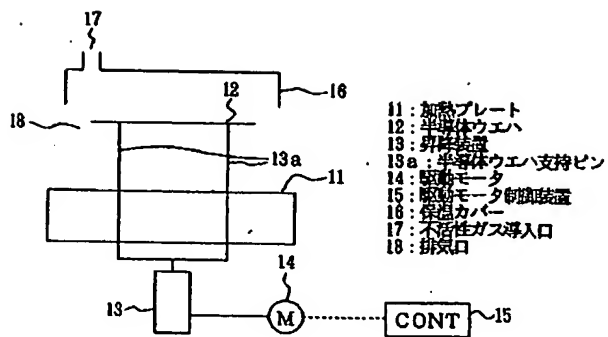 17
16
12
18
13a
11
14
13
M
CONT
15
11：加熱プレート
12：半導体ウエハ
13：昇降装置
13a：半導体ウエハ支持ピン
14：駆動モータ
15：駆動モータ制御装置
16：保温カバー
17：不活性ガス導入口
18：排気口